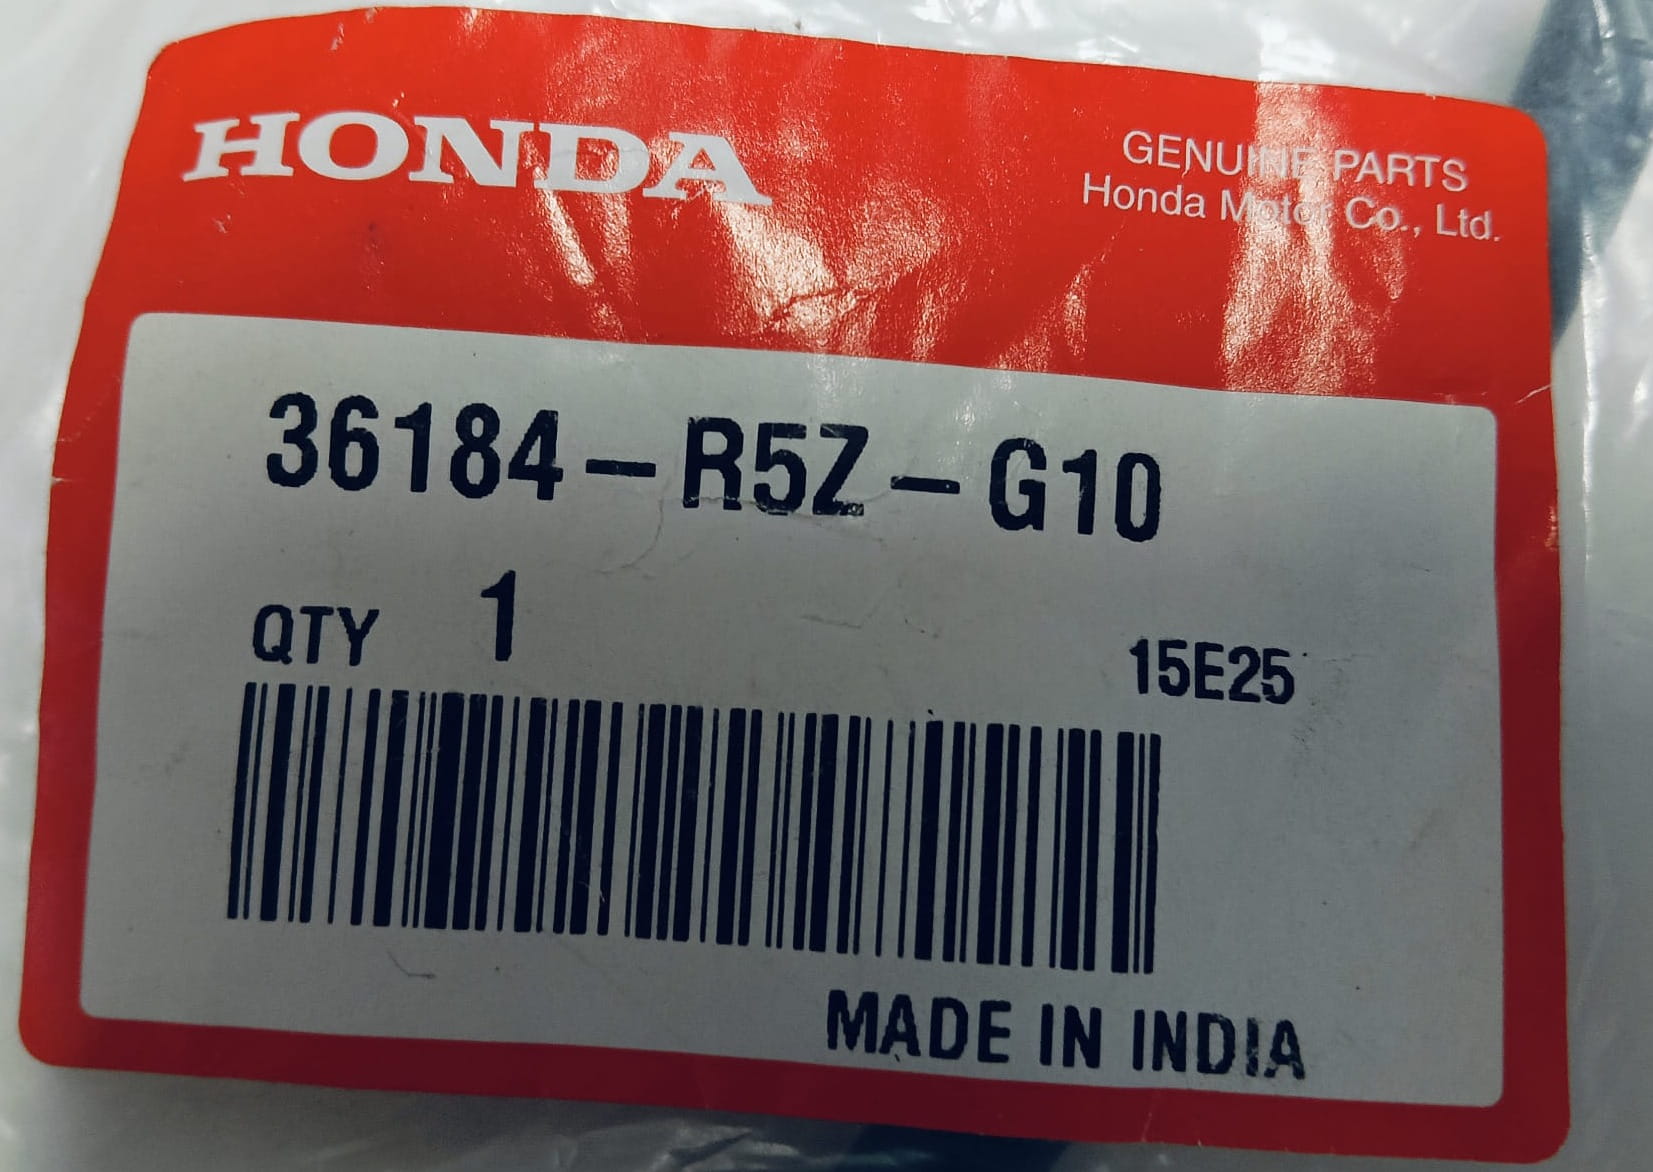 HONDA
GENUINE PARTS
Honda Motor Co., Ltd.
36184-R5Z-G10
QTY 1
15E25
MADE IN INDIA